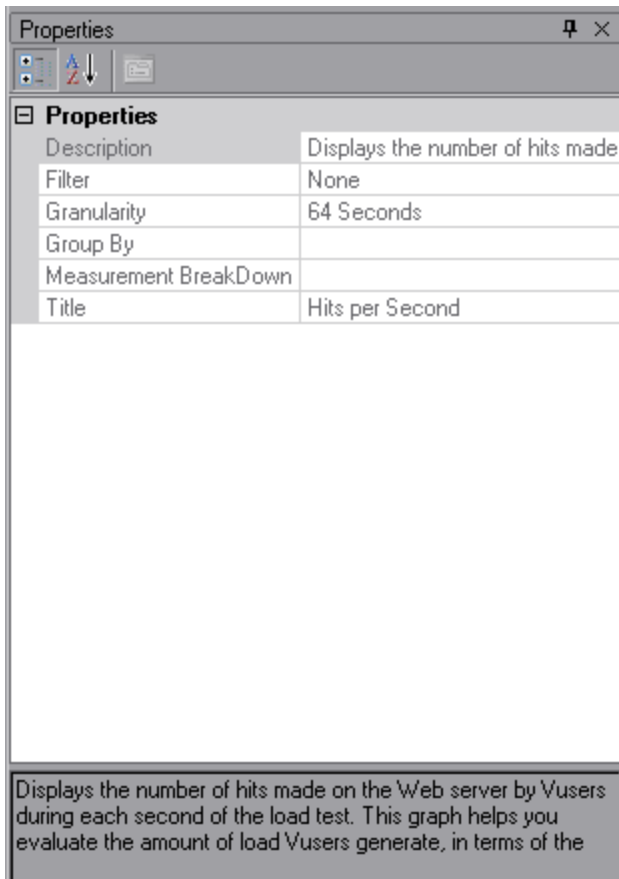 Properties
A
Z
Properties
Description Displays the number of hits made
Filter None
Granularity 64 Seconds
Group By
Measurement BreakDown
Title Hits per Second
Displays the number of hits made on the Web server by Vusers
during each second of the load test. This graph helps you
evaluate the amount of load Vusers generate, in terms of the